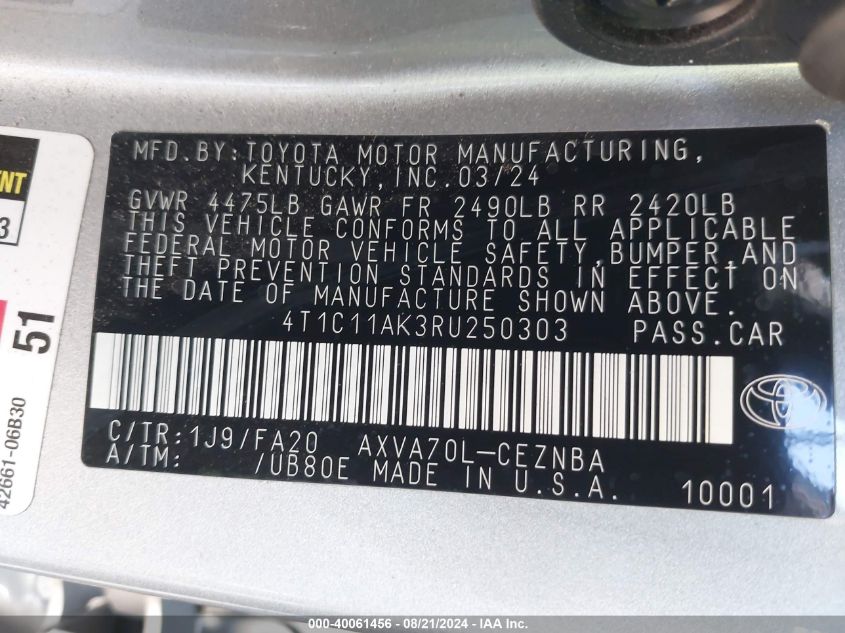 MFD.BY:TOYOTA MOTOR MANUFACTURING,
KENTUCKY, INC. 03/24
GVWR 4475LB GAWR FR 2490LB RR 2420LB
THIS VEHICLE CONFORMS TO ALL APPLICABLE
FEDERAL MOTOR VEHICLE SAFETY, BUMPER, AND
THEFT PREVENTION STANDARDS IN EFFECT ON
THE DATE OF MANUFACTURE SHOWN ABOVE.
4T1C11AK3RU250303 PASS.CAR
C/TR:1J9/FA20 AXVA70L-CEZNBA
A/TM: /UB80E MADE IN U.S.A. 10001
3
51
42661-06B30
000-40061456 - 08/21/2024 - IAA Inc.